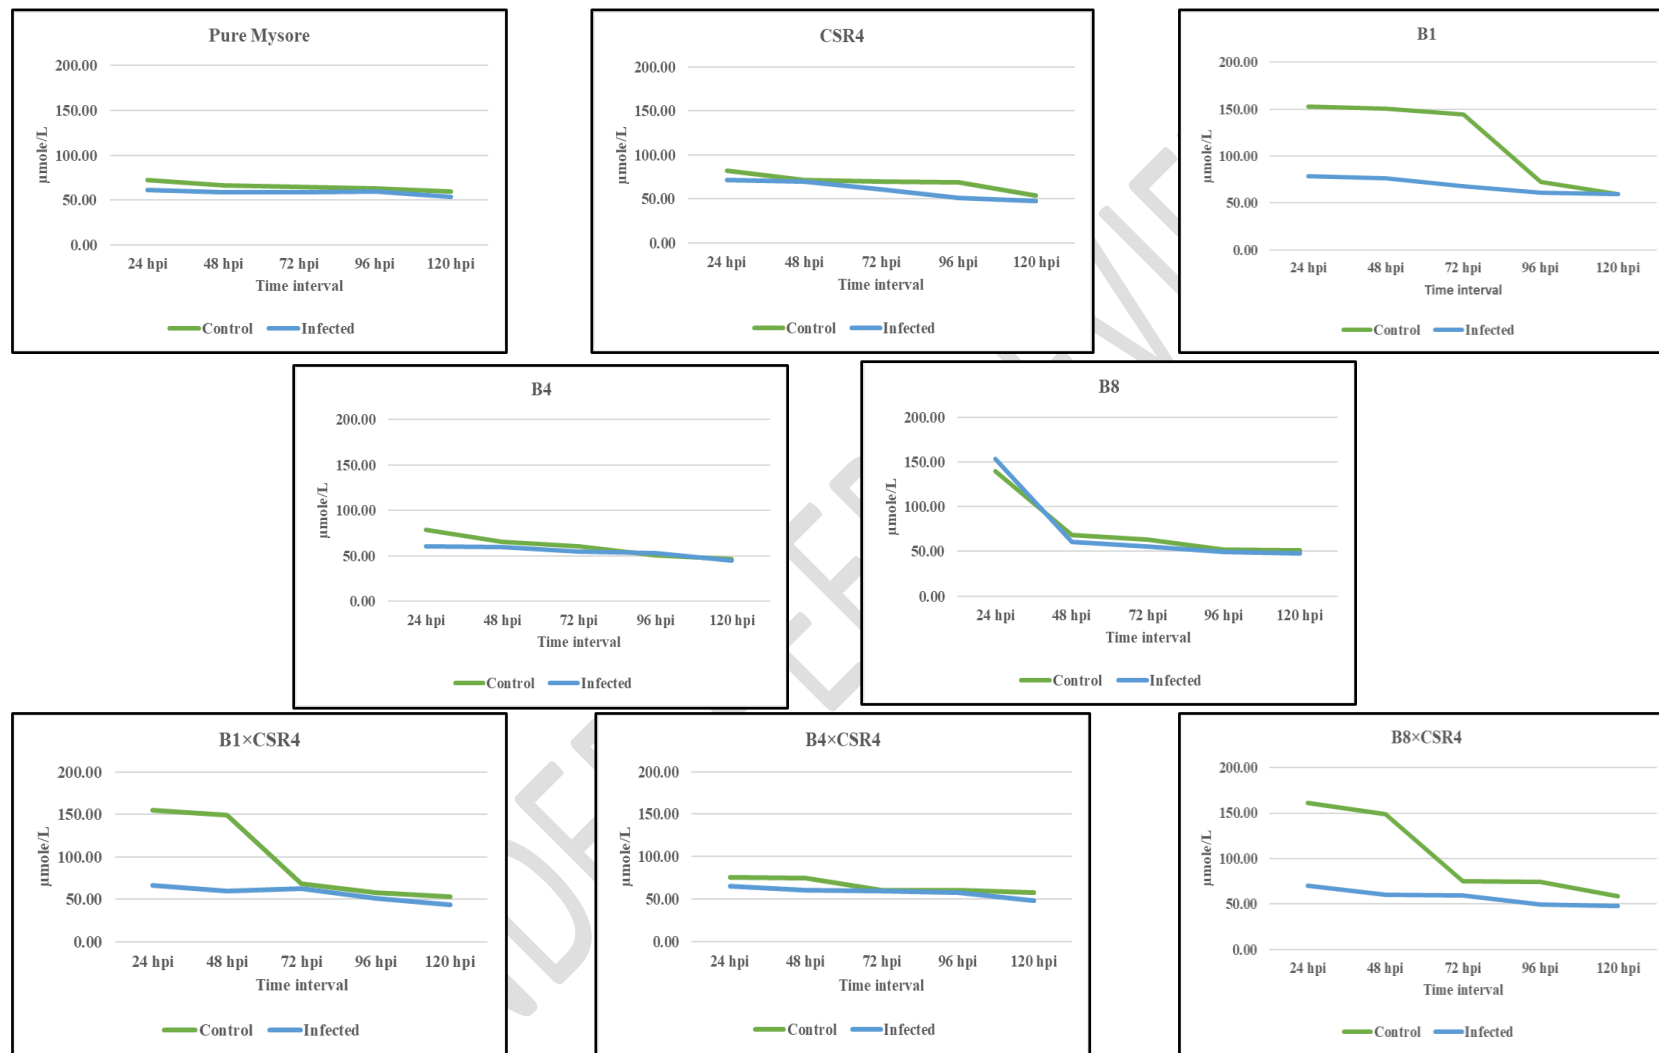 Pure Mysore
200.00
150.00
100.00
50.00
0.00
µmole/L
24 hpi 48 hpi 72 hpi 96 hpi 120 hpi
Time interval
Control Infected
CSR4
200.00
150.00
100.00
50.00
0.00
µmole/L
24 hpi 48 hpi 72 hpi 96 hpi 120 hpi
Time interval
Control Infected
B1
200.00
150.00
100.00
50.00
0.00
µmole/L
24 hpi 48 hpi 72 hpi 96 hpi 120 hpi
Time interval
Control Infected
B4
200.00
150.00
100.00
50.00
0.00
µmole/L
24 hpi 48 hpi 72 hpi 96 hpi 120 hpi
Time interval
Control Infected
B8
200.00
150.00
100.00
50.00
0.00
µmole/L
24 hpi 48 hpi 72 hpi 96 hpi 120 hpi
Time interval
Control Infected
B1×CSR4
200.00
150.00
100.00
50.00
0.00
µmole/L
24 hpi 48 hpi 72 hpi 96 hpi 120 hpi
Time interval
Control Infected
B4×CSR4
200.00
150.00
100.00
50.00
0.00
µmole/L
24 hpi 48 hpi 72 hpi 96 hpi 120 hpi
Time interval
Control Infected
B8×CSR4
200.00
150.00
100.00
50.00
0.00
µmole/L
24 hpi 48 hpi 72 hpi 96 hpi 120 hpi
Time interval
Control Infected